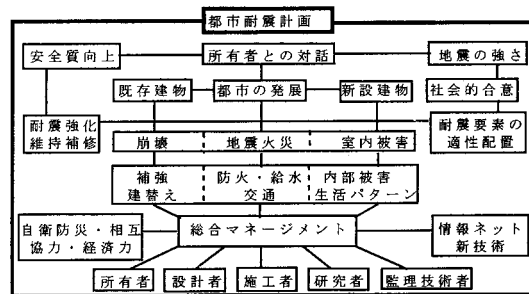 都市耐震計画
安全質向上 所有者との対話 地震の強さ
既存建物 都市の発展 新設建物 社会的合意
耐震強化
維持補修
耐震要素の
適性配置
崩壊 地震火災 室内被害
補強
建替え
防火・給水
交通
内部被害
生活パターン
自衛防災・相互
協力・経済力
総合マネージメント
情報ネット
新技術
所有者 設計者 施工者 研究者 監理技術者